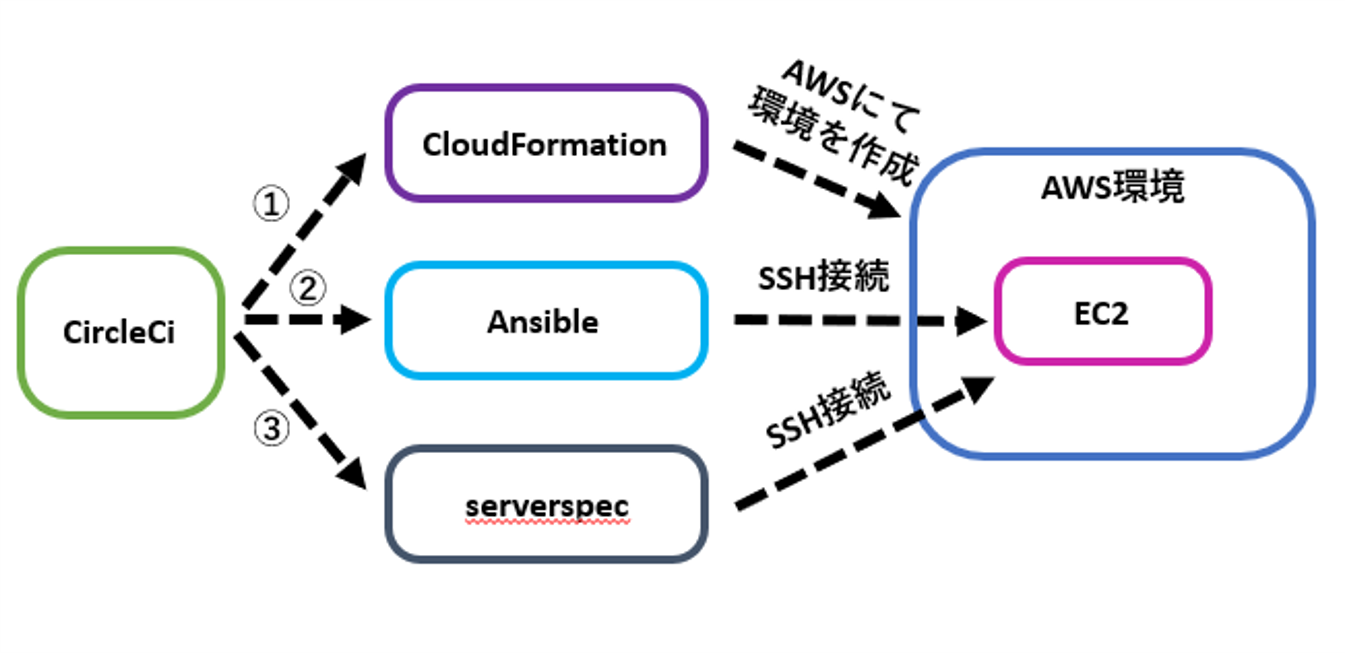 AWSにて
環境を作成
CloudFormation
①
AWS環境
②
SSH接続
CircleCi
Ansible
EC2
③
SSH接続
serverspec